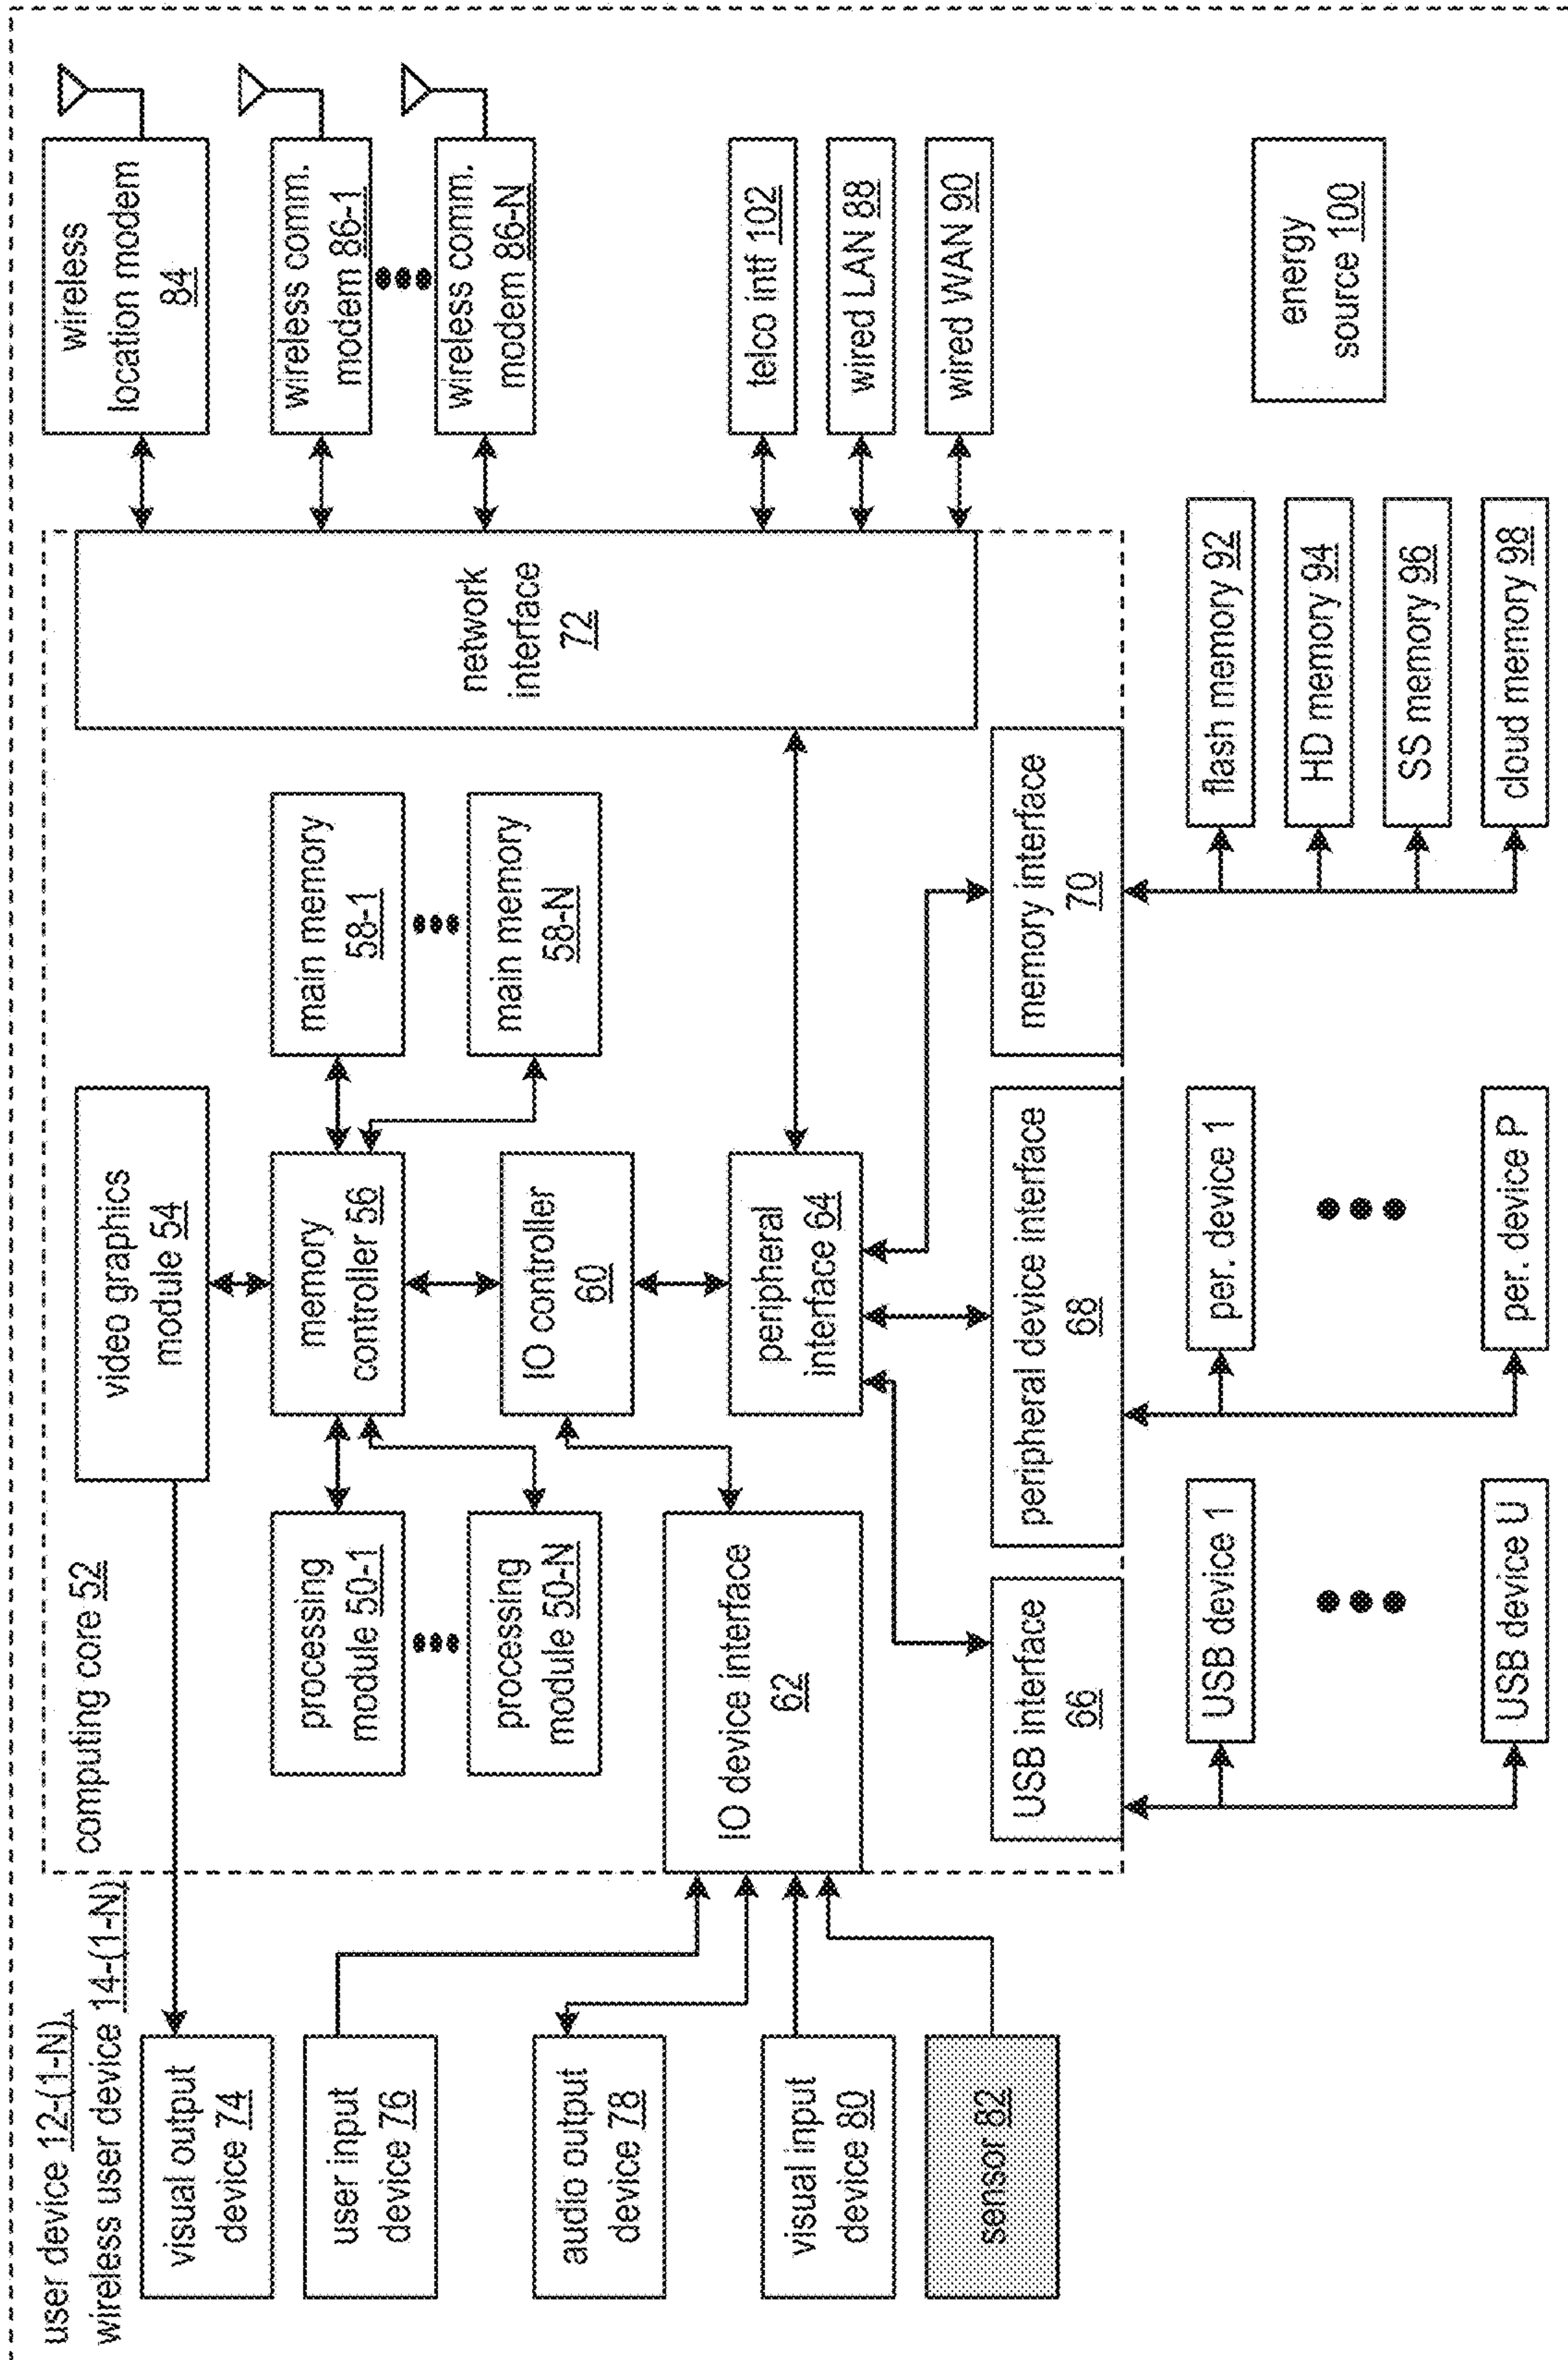 user device 12-(1-N),
wireless user device 14-(1-N)
computing core 52
visual output
device 74
user input
device 76
audio output
device 78
visual input
device 80
sensor 82
video graphics
module 54
processing
module 50-1
processing
module 50-N
memory
controller 56
main memory
58-1
main memory
58-N
IO controller
60
IO device interface
62
peripheral
interface 64
USB interface
66
peripheral device interface
68
memory interface
70
network
interface
72
wireless
location modem
84
wireless comm.
modem 86-1
wireless comm.
modem 86-N
telco intf 102
wired LAN 88
wired WAN 90
USB device 1
USB device U
per. device 1
per. device P
flash memory 92
HD memory 94
SS memory 96
cloud memory 98
energy
source 100